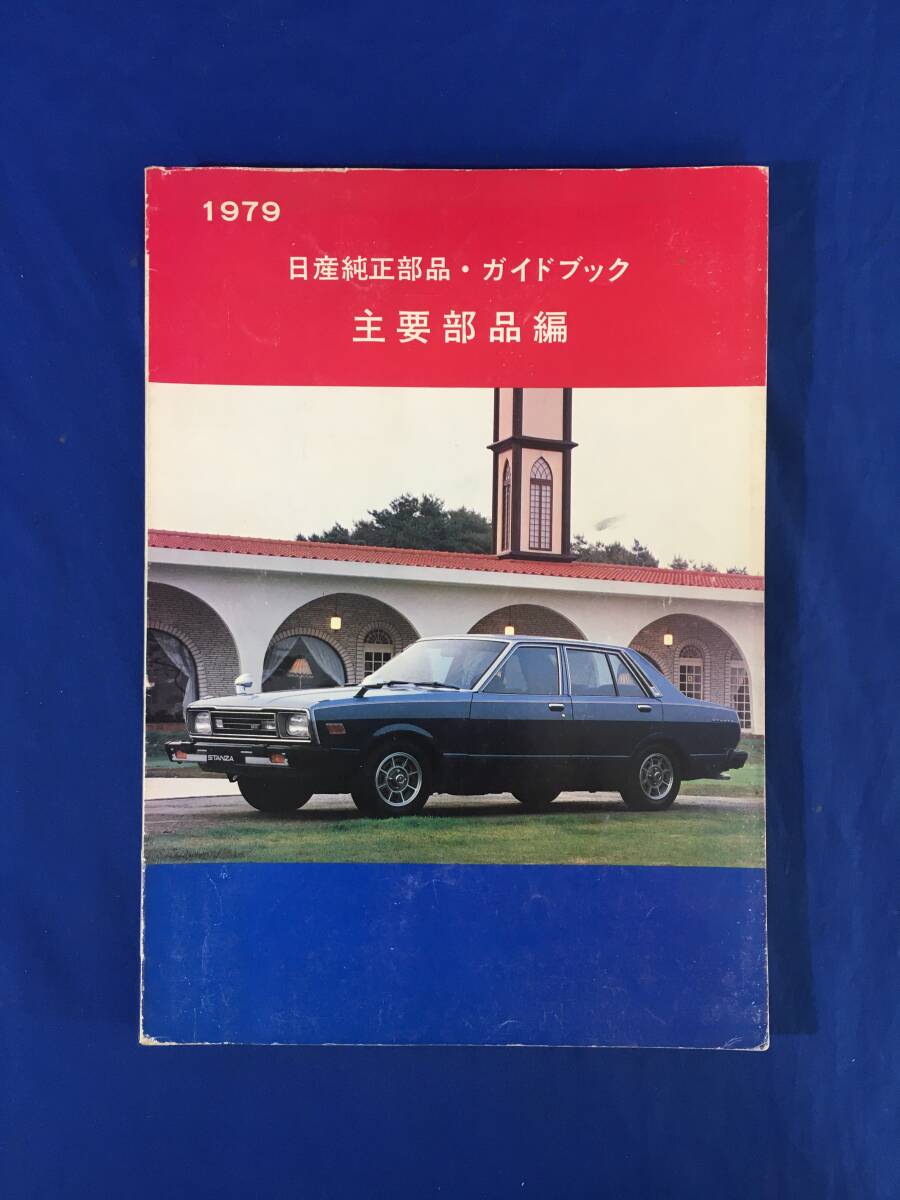 1979
日産純正部品・ガイドブック
主要部品編
STANZA